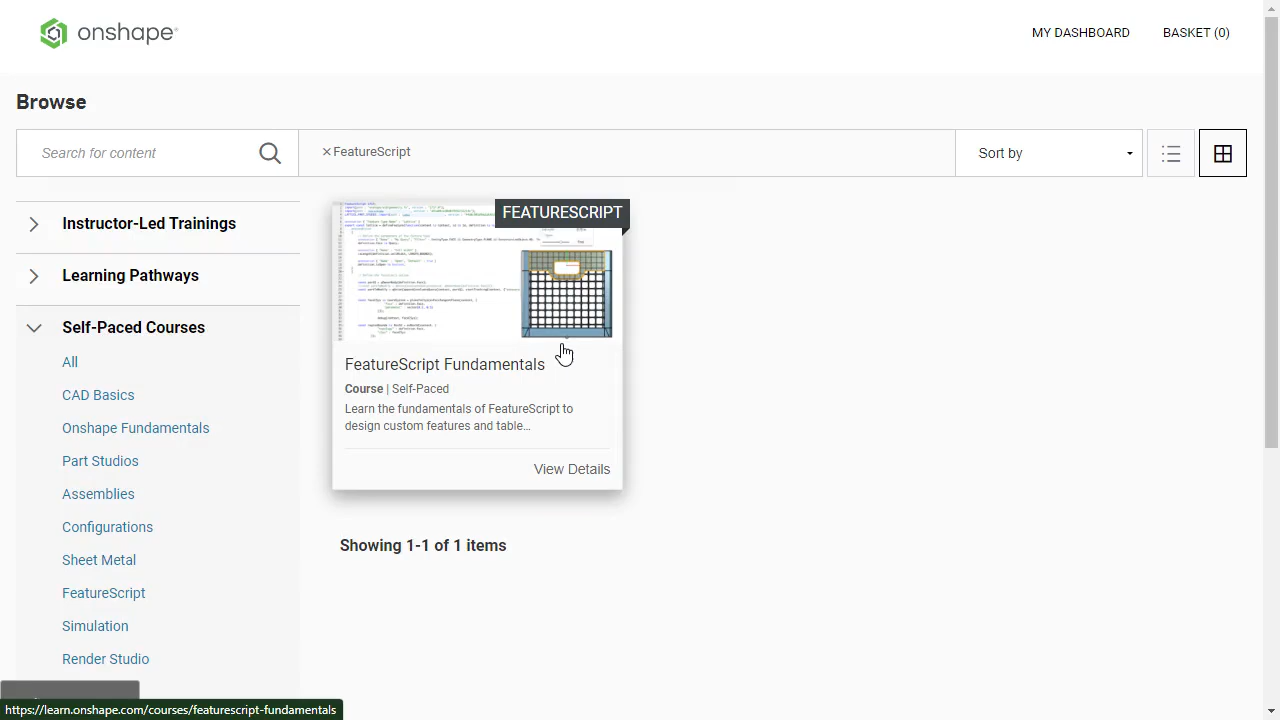 onshape
MY DASHBOARD
BASKET (0)
Browse
Search for content
×FeatureScript
Sort by
Instructor-Led Trainings
Learning Pathways
Self-Paced Courses
All
CAD Basics
Onshape Fundamentals
Part Studios
Assemblies
Configurations
Sheet Metal
FeatureScript
Simulation
Render Studio
FEATURESCRIPT
FeatureScript Fundamentals
Course | Self-Paced
Learn the fundamentals of FeatureScript to
design custom features and table...
View Details
Showing 1-1 of 1 items
https://learn.onshape.com/courses/featurescript-fundamentals